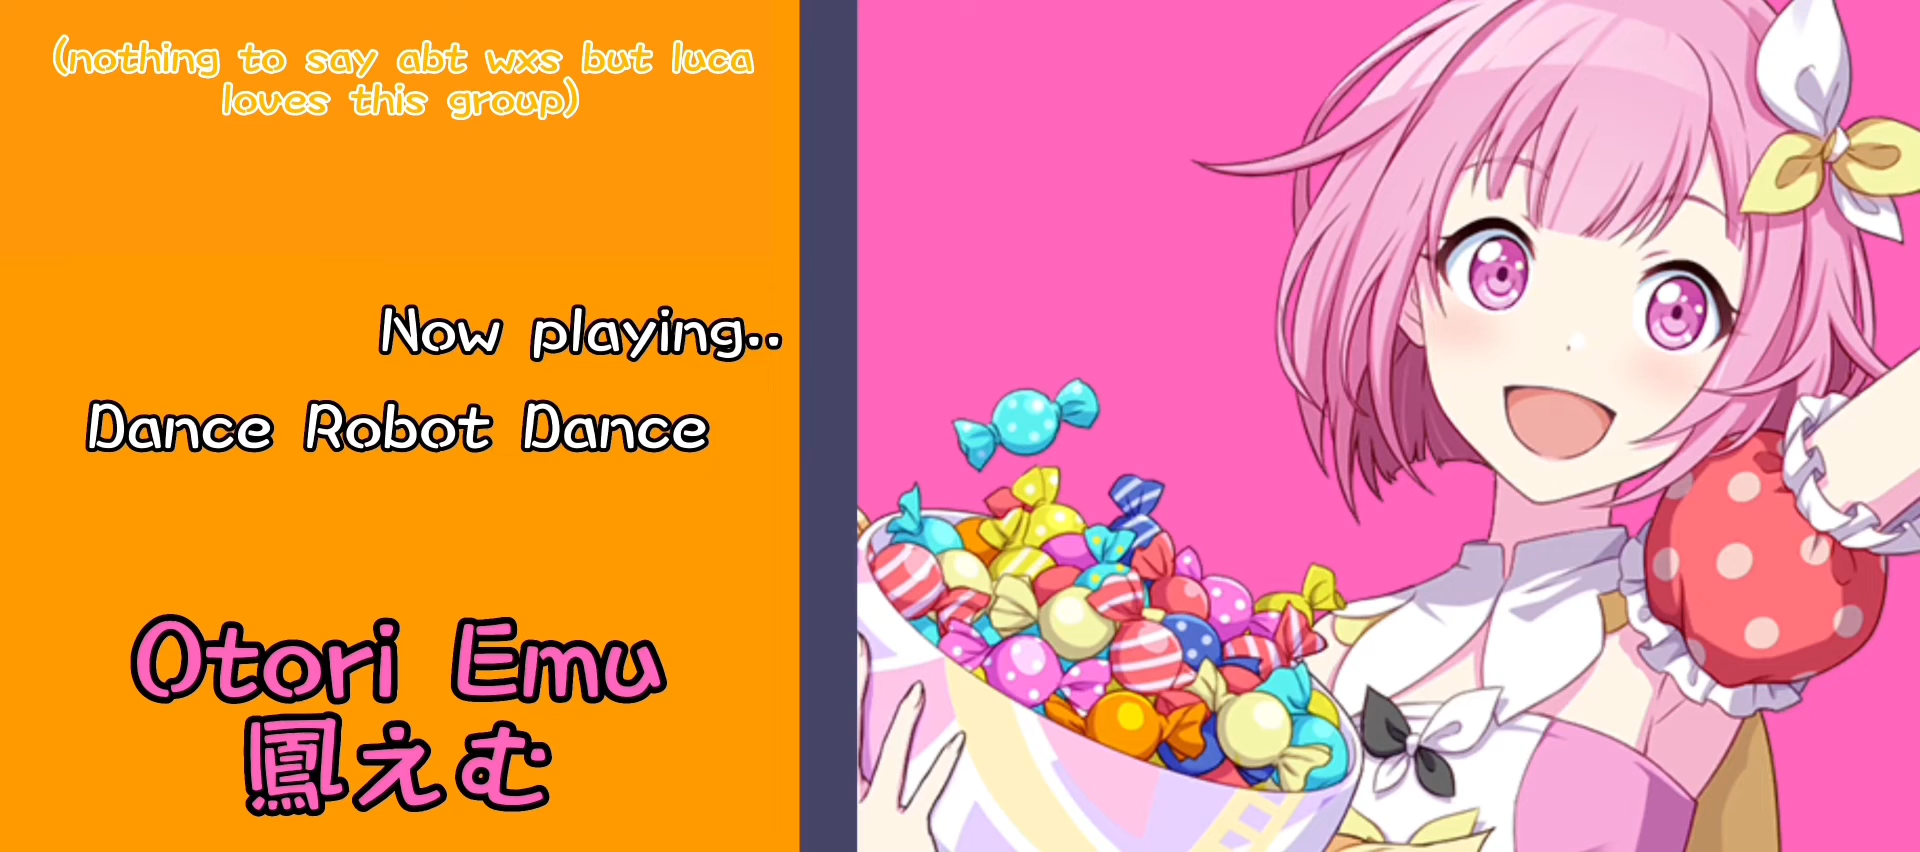 (nothing to say abt wxs but luca
loves this group)
Now playing..
Dance Robot Dance
Otori Emu
鳳えむ